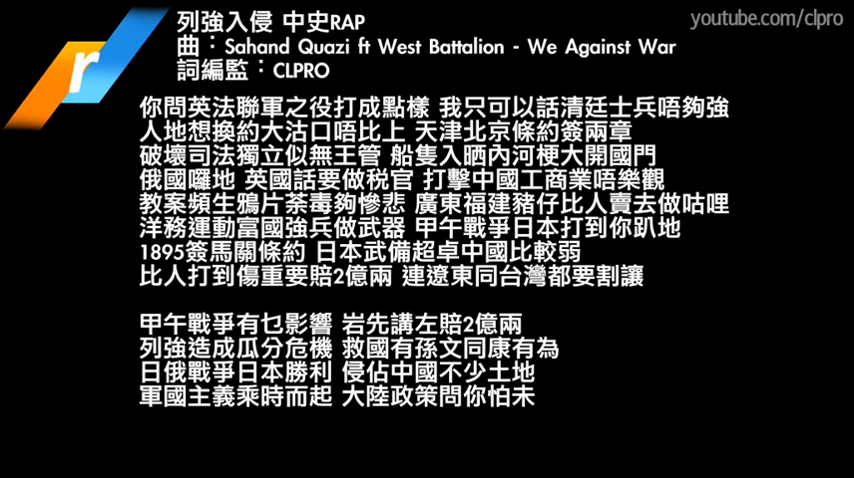 youtube.com/clpro
列強入侵 中史RAP
曲：Sahand Quazi ft West Battalion - We Against War
詞編監：CLPRO
r
你問英法聯軍之役打成點樣 我只可以話清廷士兵唔夠強
人地想換約大沽口唔比上 天津北京條約簽兩章
破壞司法獨立似無王管 船隻入晒內河梗大開國門
俄國囉地 英國話要做税官 打擊中國工商業唔樂觀
教案頻生鴉片荼毒夠慘悲 廣東福建豬仔比人賣去做咕哩
洋務運動富國強兵做武器 甲午戰爭日本打到你趴地
1895簽馬關條約 日本武備超卓中國比較弱
比人打到傷重要賠2億兩 連遼東同台灣都要割讓
甲午戰爭有乜影響 岩先講左賠2億兩
列強造成瓜分危機 救國有孫文同康有為
日俄戰爭日本勝利 侵佔中國不少土地
軍國主義乘時而起 大陸政策問你怕未